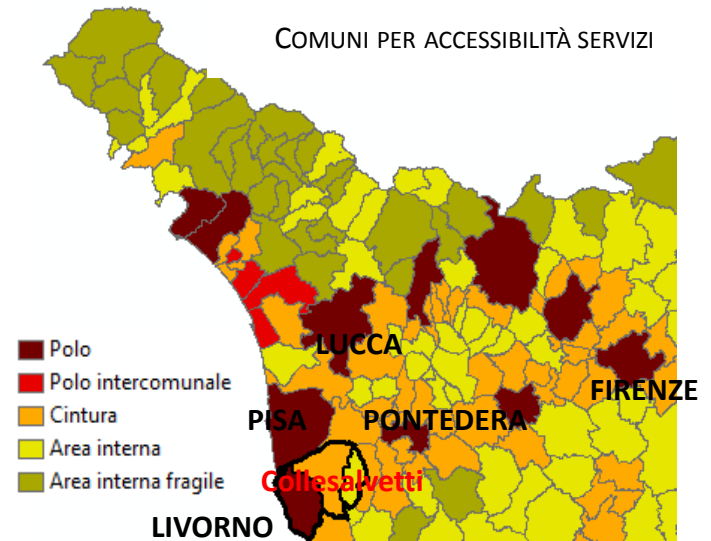 COMUNI PER ACCESSIBILITÀ SERVIZI
Polo
Polo intercomunale
Cintura
Area interna
Area interna fragile
LUCCA
FIRENZE
PISA
PONTEDERA
Collesalvetti
LIVORNO